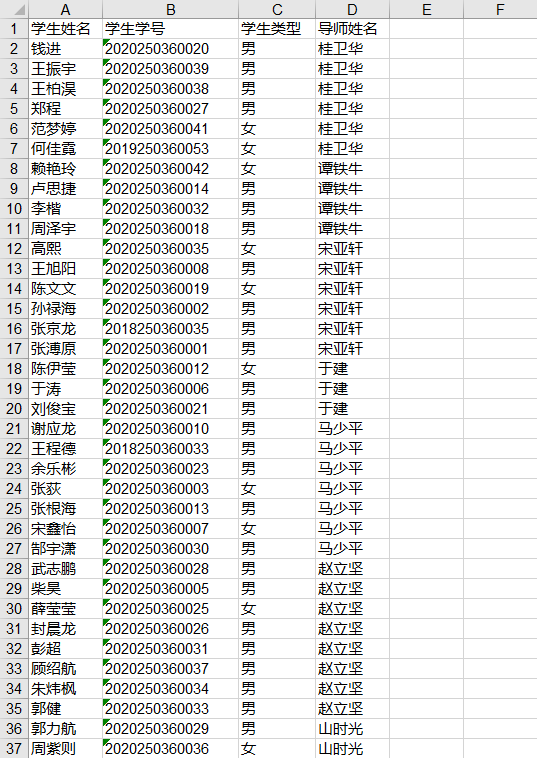 A B C D E F
1 学生姓名 学生学号 学生类型 导师姓名
2 钱进 2020250360020 男 桂卫华
3 王振宇 2020250360039 男 桂卫华
4 王柏淏 2020250360038 男 桂卫华
5 郑程 2020250360027 男 桂卫华
6 范梦婷 2020250360041 女 桂卫华
7 何佳霭 2019250360053 女 桂卫华
8 赖艳玲 2020250360042 女 谭铁牛
9 卢思捷 2020250360014 男 谭铁牛
10 李楷 2020250360032 男 谭铁牛
11 周泽宇 2020250360018 男 谭铁牛
12 高熙 2020250360035 女 宋亚轩
13 王旭阳 2020250360008 男 宋亚轩
14 陈文文 2020250360019 女 宋亚轩
15 孙禄海 2020250360002 男 宋亚轩
16 张京龙 2018250360035 男 宋亚轩
17 张溥原 2020250360001 男 宋亚轩
18 陈伊莹 2020250360012 女 于建
19 于涛 2020250360006 男 于建
20 刘俊宝 2020250360021 男 于建
21 谢应龙 2020250360010 男 马少平
22 王程德 2018250360033 男 马少平
23 余乐彬 2020250360023 男 马少平
24 张荻 2020250360003 女 马少平
25 张根海 2020250360013 男 马少平
26 宋鑫怡 2020250360007 女 马少平
27 郜宇潇 2020250360030 男 马少平
28 武志鹏 2020250360028 男 赵立坚
29 柴昊 2020250360005 男 赵立坚
30 薛莹莹 2020250360025 女 赵立坚
31 封晨龙 2020250360026 男 赵立坚
32 彭超 2020250360031 男 赵立坚
33 顾绍航 2020250360037 男 赵立坚
34 朱炜枫 2020250360034 男 赵立坚
35 郭健 2020250360033 男 赵立坚
36 郭力航 2020250360029 男 山时光
37 周紫则 2020250360036 女 山时光